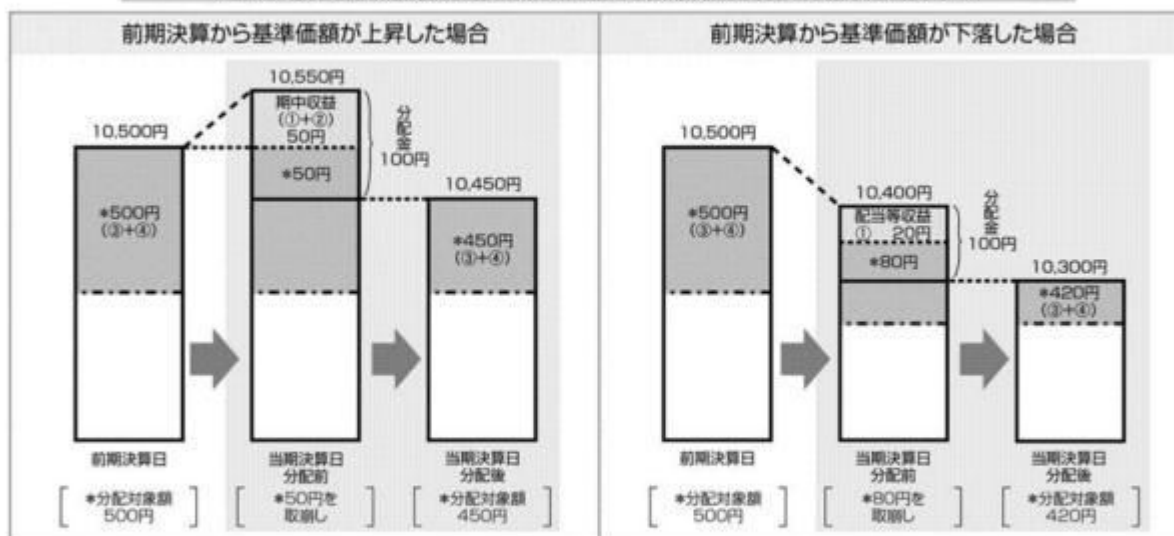 前期決算から基準価額が上昇した場合
10,550円
期中収益
(①+②)
50円
分配金
100円
10,500円
*50円
10,450円
*500円
(③+④)
*450円
(③+④)
前期決算日
当期決算日
分配前
当期決算日
分配後
*分配対象額
500円
*50円を
取崩し
*分配対象額
450円
前期決算から基準価額が下落した場合
10,500円
10,400円
配当等収益
① 20円
分配金
100円
*500円
(③+④)
*80円
10,300円
*420円
(③+④)
前期決算日
当期決算日
分配前
当期決算日
分配後
*分配対象額
500円
*80円を
取崩し
*分配対象額
420円